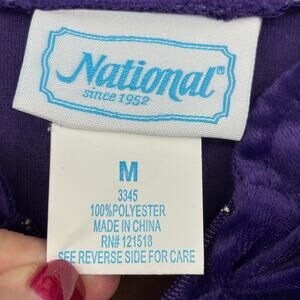 National®
since 1952
M
3345
100%POLYESTER
MADE IN CHINA
RN# 121518
SEE REVERSE SIDE FOR CARE